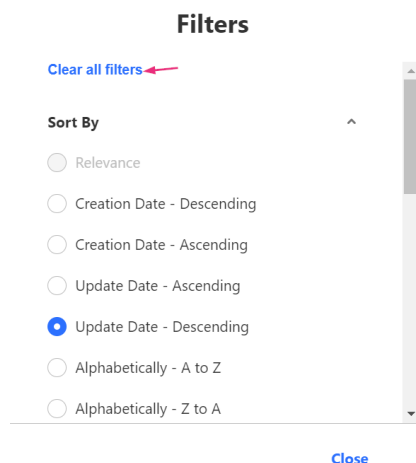 Filters
Clear all filters
Sort By
Relevance
Creation Date - Descending
Creation Date - Ascending
Update Date - Ascending
Update Date - Descending
Alphabetically - A to Z
Alphabetically - Z to A
Close